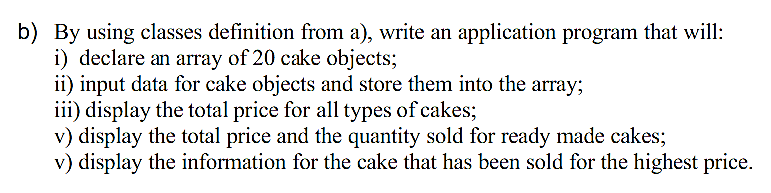 b) By using classes definition from a), write an application program that will:
i) declare an array of 20 cake objects;
ii) input data for cake objects and store them into the array;
iii) display the total price for all types of cakes;
v) display the total price and the quantity sold for ready made cakes;
v) display the information for the cake that has been sold for the highest price.